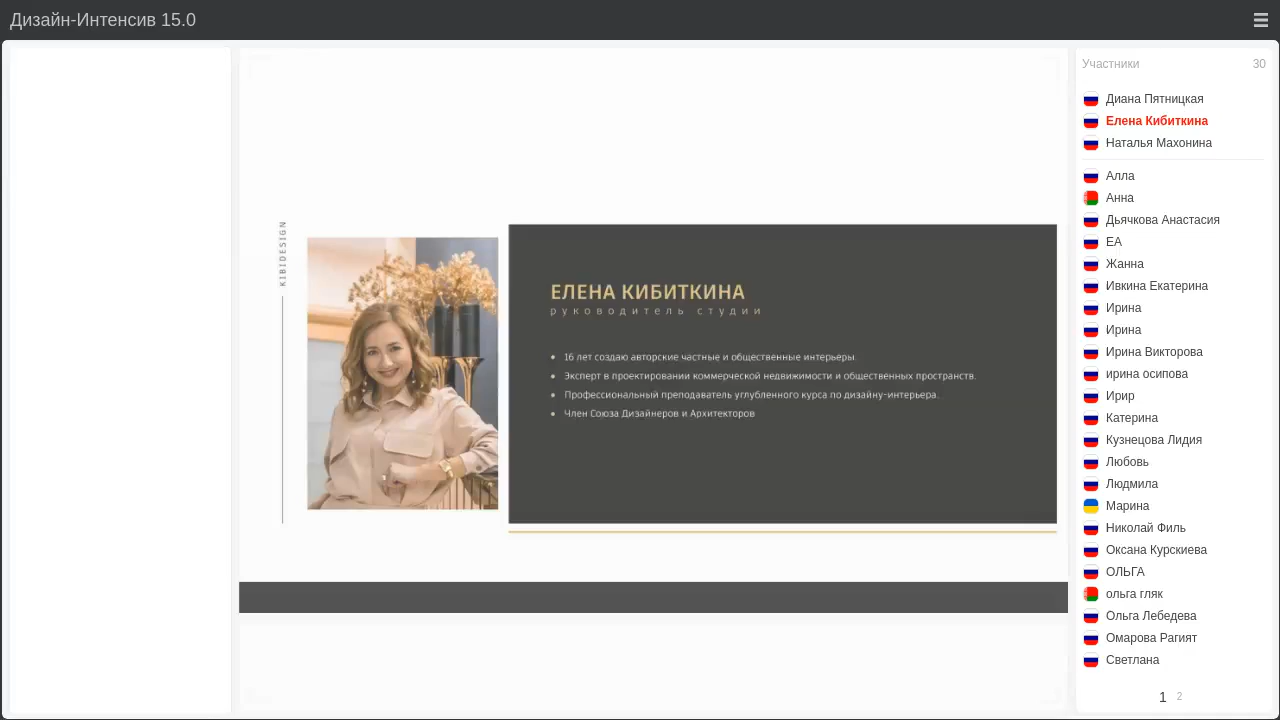 Дизайн-Интенсив 15.0
KIBIDESIGN
ЕЛЕНА КИБИТКИНА
руководитель студии
• 16 лет создаю авторские частные и общественные интерьеры.
• Эксперт в проектировании коммерческой недвижимости и общественных пространств.
• Профессиональный преподаватель углубленного курса по дизайну-интерьера.
• Член Союза Дизайнеров и Архитекторов
Участники 30
Диана Пятницкая
Елена Кибиткина
Наталья Махонина
Алла
Анна
Дьячкова Анастасия
ЕА
Жанна
Ивкина Екатерина
Ирина
Ирина
Ирина Викторова
ирина осипова
Ирир
Катерина
Кузнецова Лидия
Любовь
Людмила
Марина
Николай Филь
Оксана Курскиева
ОЛЬГА
ольга гляк
Ольга Лебедева
Омарова Рагият
Светлана
1 2